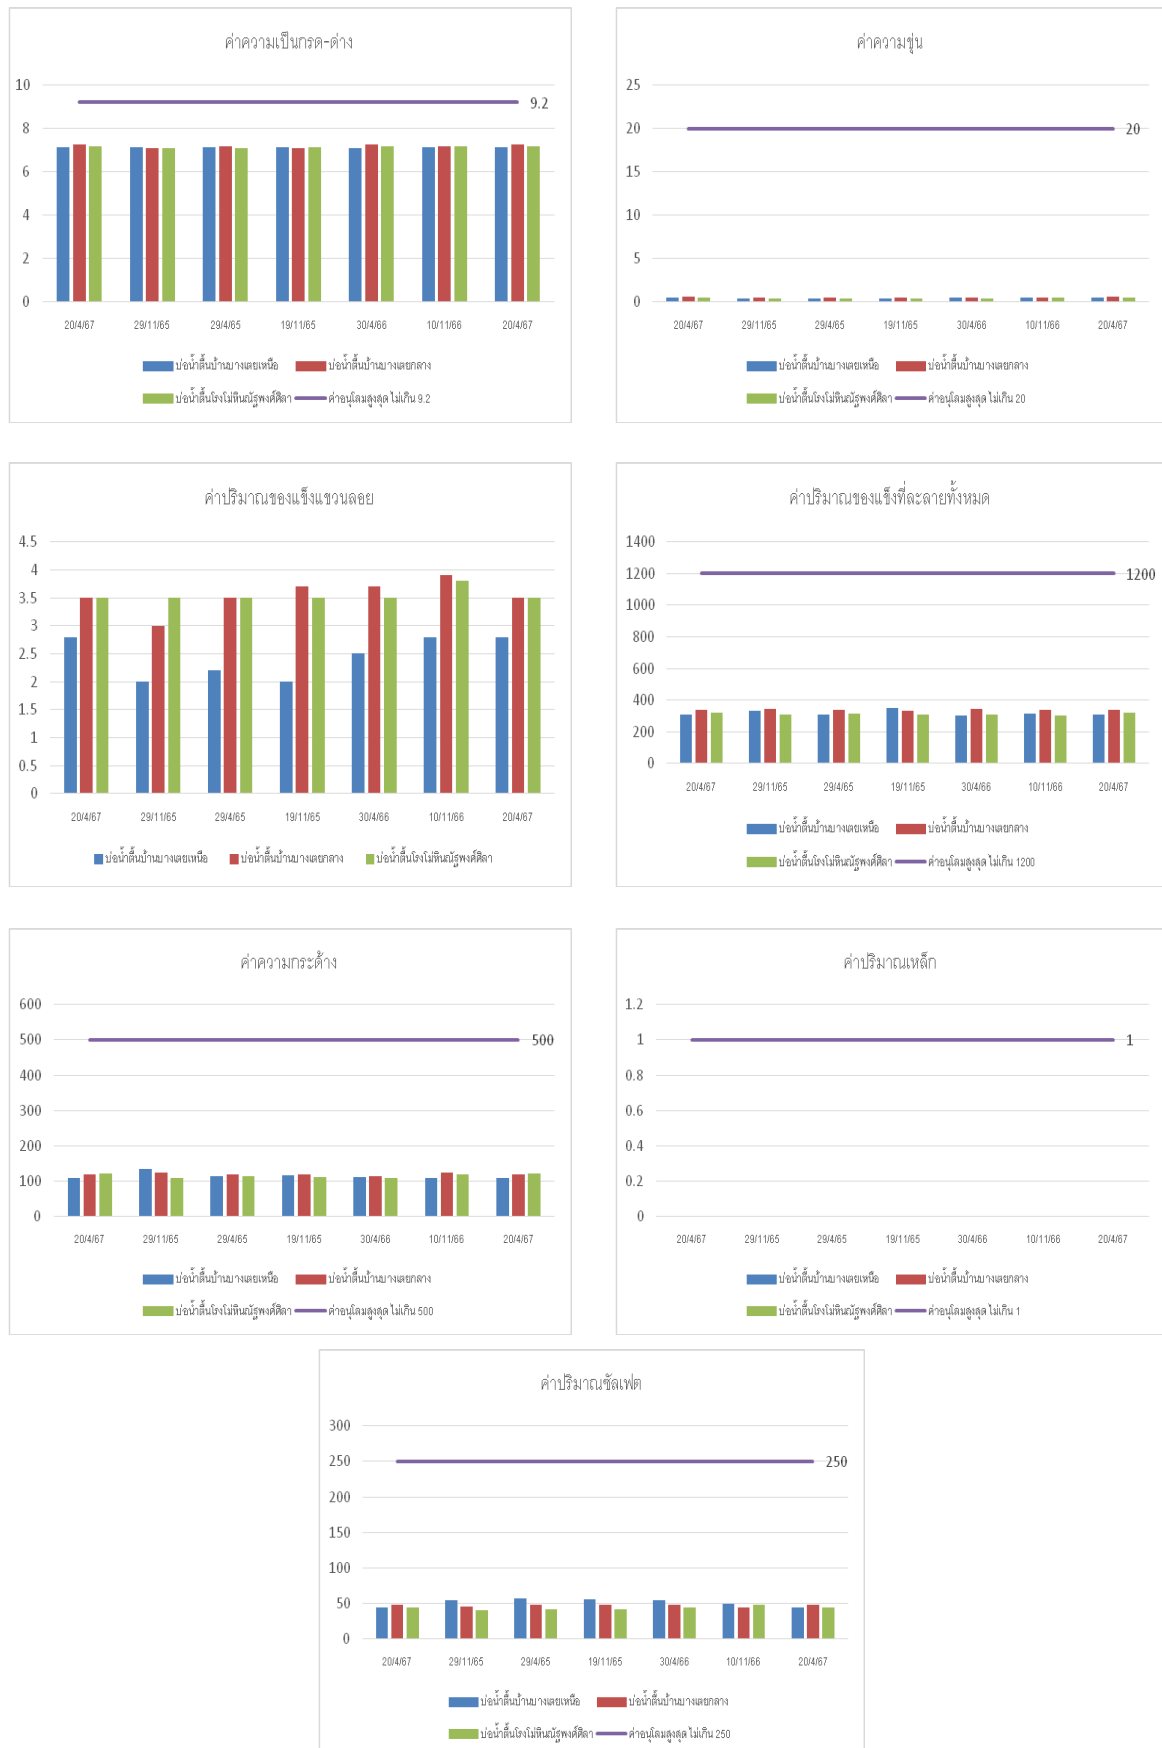 ค่าความเป็นกรด-ด่าง
10
8
6
4
2
0
9.2
20/4/67 29/11/65 29/4/65 19/11/65 30/4/66 10/11/66 20/4/67
บ่อน้ำตื้นบ้านบางเตยเหนือ บ่อน้ำตื้นบ้านบางเตยกลาง
บ่อน้ำตื้นโรงโม่หินณัฐพงศ์ศิลา ค่าอนุโลมสูงสุด ไม่เกิน 9.2
ค่าความขุ่น
25
20
15
10
5
0
20
20/4/67 29/11/65 29/4/65 19/11/65 30/4/66 10/11/66 20/4/67
บ่อน้ำตื้นบ้านบางเตยเหนือ บ่อน้ำตื้นบ้านบางเตยกลาง
บ่อน้ำตื้นโรงโม่หินณัฐพงศ์ศิลา ค่าอนุโลมสูงสุด ไม่เกิน 20
ค่าปริมาณของแข็งแขวนลอย
4.5
4
3.5
3
2.5
2
1.5
1
0.5
0
20/4/67 29/11/65 29/4/65 19/11/65 30/4/66 10/11/66 20/4/67
บ่อน้ำตื้นบ้านบางเตยเหนือ บ่อน้ำตื้นบ้านบางเตยกลาง บ่อน้ำตื้นโรงโม่หินณัฐพงศ์ศิลา
ค่าปริมาณของแข็งที่ละลายทั้งหมด
1400
1200
1000
800
600
400
200
0
1200
20/4/67 29/11/65 29/4/65 19/11/65 30/4/66 10/11/66 20/4/67
บ่อน้ำตื้นบ้านบางเตยเหนือ บ่อน้ำตื้นบ้านบางเตยกลาง
บ่อน้ำตื้นโรงโม่หินณัฐพงศ์ศิลา ค่าอนุโลมสูงสุด ไม่เกิน 1200
ค่าความกระด้าง
600
500
400
300
200
100
0
500
20/4/67 29/11/65 29/4/65 19/11/65 30/4/66 10/11/66 20/4/67
บ่อน้ำตื้นบ้านบางเตยเหนือ บ่อน้ำตื้นบ้านบางเตยกลาง
บ่อน้ำตื้นโรงโม่หินณัฐพงศ์ศิลา ค่าอนุโลมสูงสุด ไม่เกิน 500
ค่าปริมาณเหล็ก
1.2
1
0.8
0.6
0.4
0.2
0
1
20/4/67 29/11/65 29/4/65 19/11/65 30/4/66 10/11/66 20/4/67
บ่อน้ำตื้นบ้านบางเตยเหนือ บ่อน้ำตื้นบ้านบางเตยกลาง
บ่อน้ำตื้นโรงโม่หินณัฐพงศ์ศิลา ค่าอนุโลมสูงสุด ไม่เกิน 1
ค่าปริมาณซัลเฟต
300
250
200
150
100
50
0
250
20/4/67 29/11/65 29/4/65 19/11/65 30/4/66 10/11/66 20/4/67
บ่อน้ำตื้นบ้านบางเตยเหนือ บ่อน้ำตื้นบ้านบางเตยกลาง
บ่อน้ำตื้นโรงโม่หินณัฐพงศ์ศิลา ค่าอนุโลมสูงสุด ไม่เกิน 250